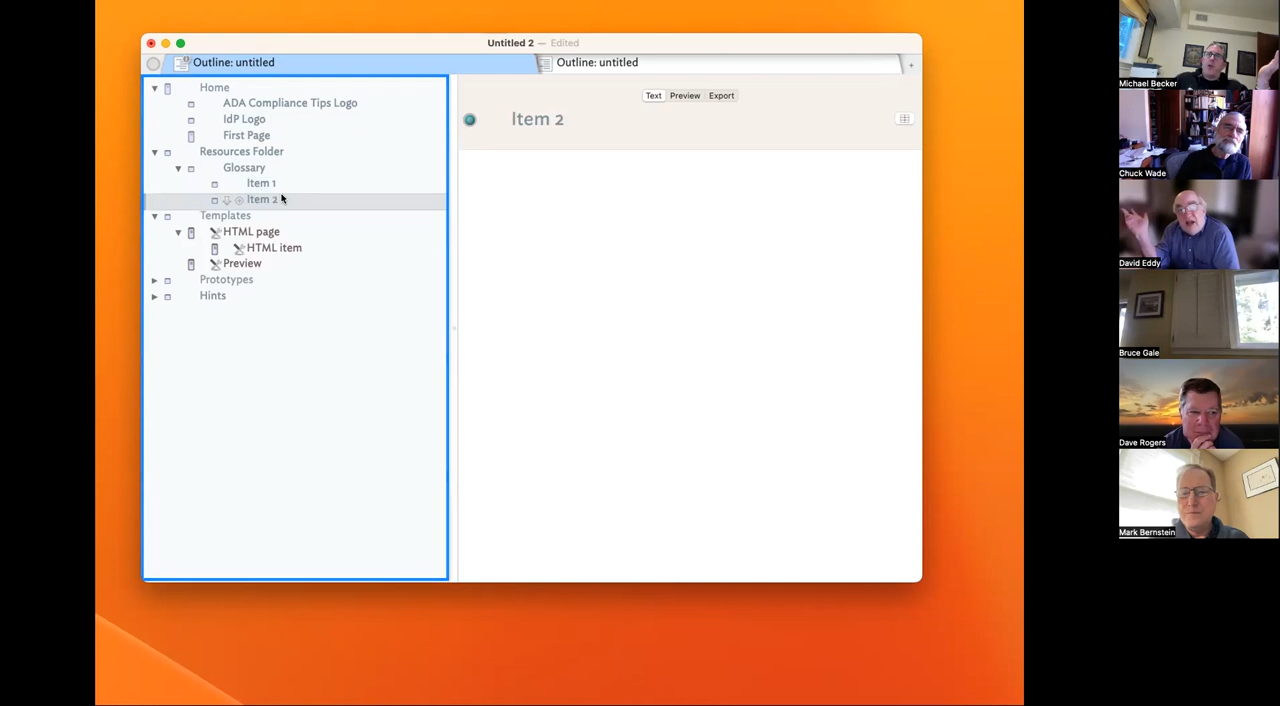 Untitled 2 — Edited
Outline: untitled
Outline: untitled
+
Home
ADA Compliance Tips Logo
IdP Logo
First Page
Resources Folder
Glossary
Item 1
Item 2
Templates
HTML page
HTML item
Preview
Prototypes
Hints
Text Preview Export
Item 2
Michael Becker
Chuck Wade
David Eddy
Bruce Gale
Dave Rogers
Mark Bernstein